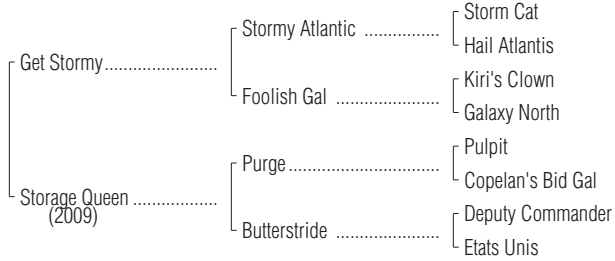 Storm Cat
Stormy Atlantic ..................
Hail Atlantis
Get Stormy...........................
Kiri's Clown
Foolish Gal .........................
Galaxy North
Pulpit
Purge....................................
Copelan's Bid Gal
Storage Queen ....................
(2009)
Deputy Commander
Butterstride .........................
Etats Unis